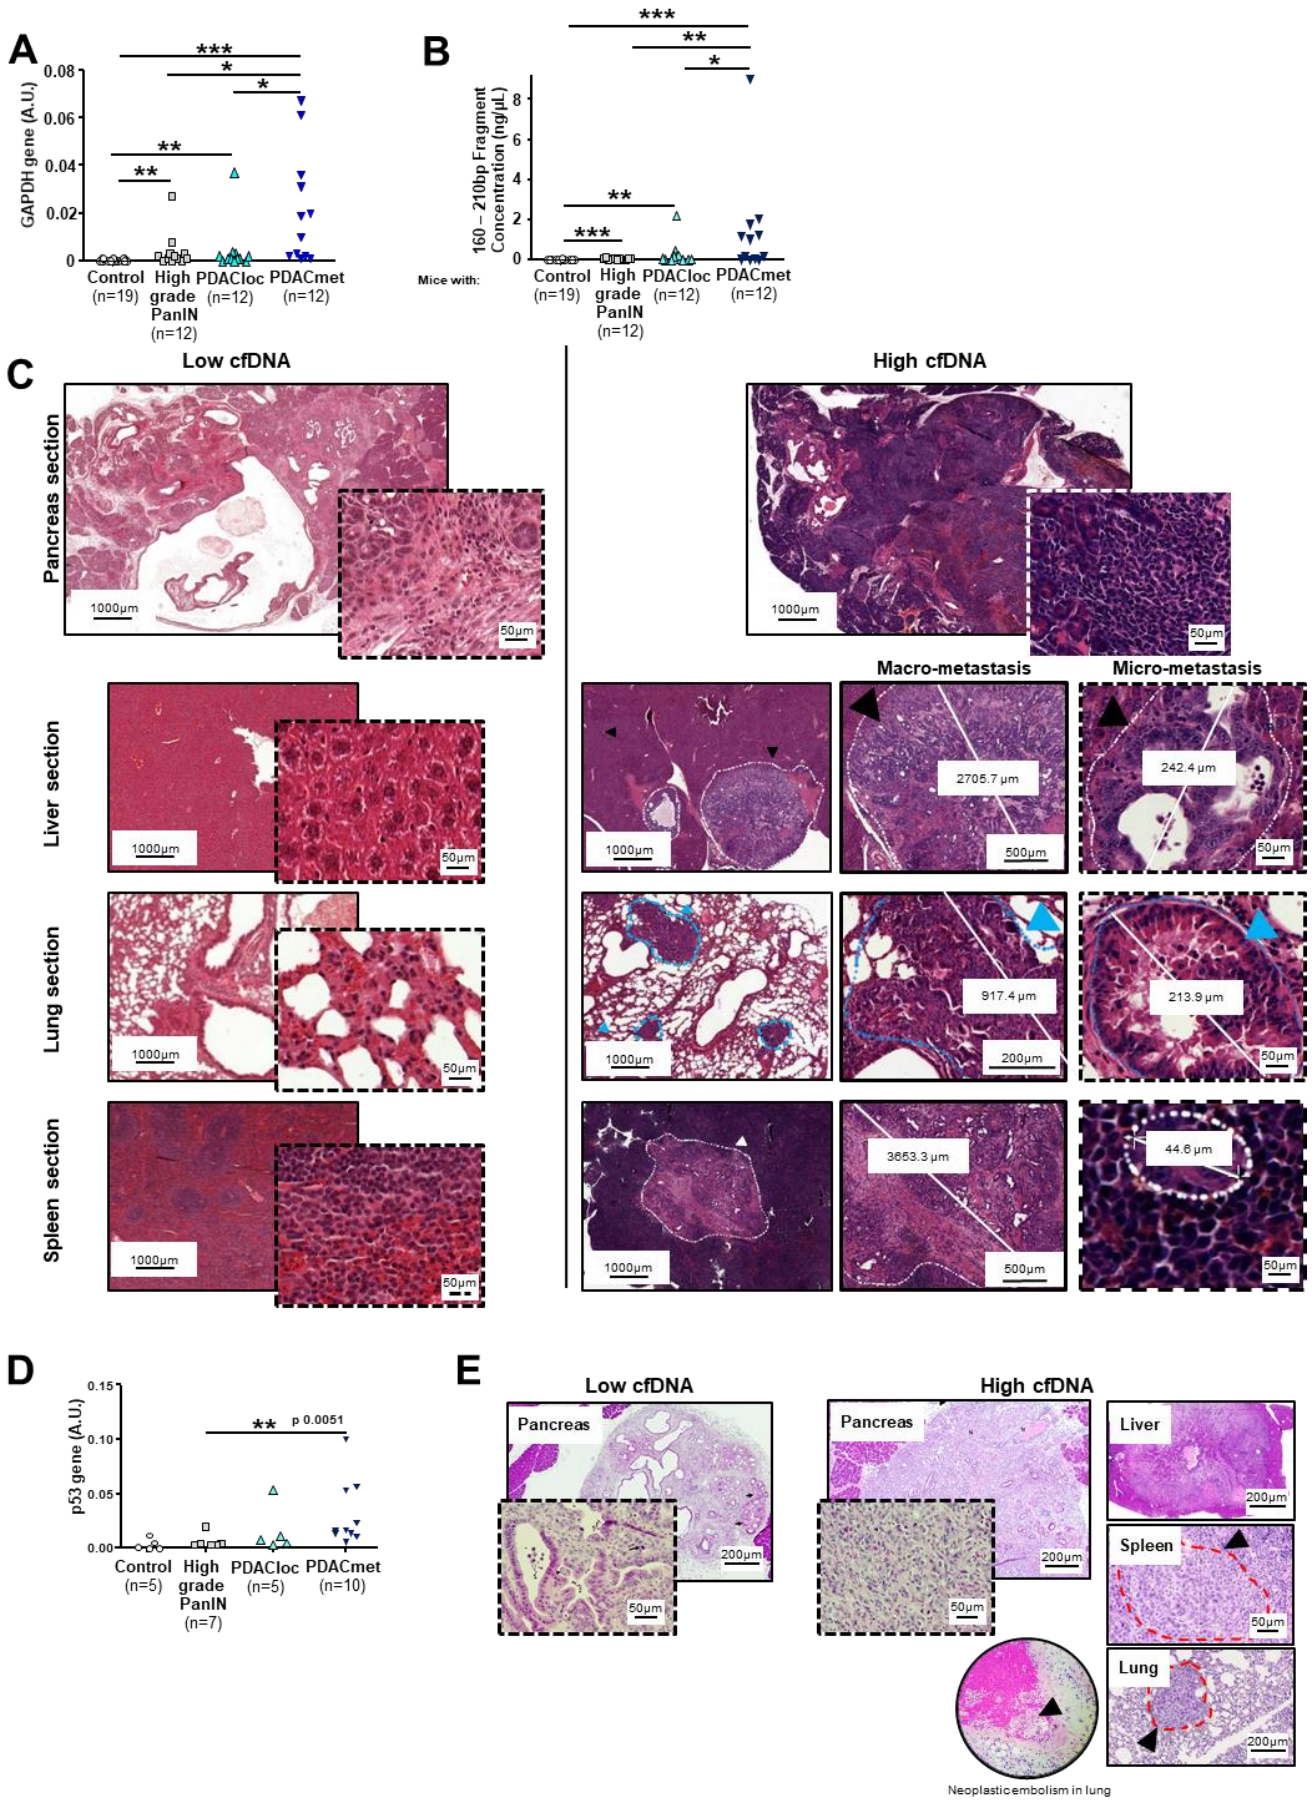 A
***
*
*
**
**
GAPDH gene (A.U.)
0.08
0.06
0.04
0.02
0
Control
(n=19)
High
grade
PanIN
(n=12)
PDACloc
(n=12)
PDACmet
(n=12)
B
***
**
*
**
***
160 – 210bp Fragment
Concentration (ng/µL)
8
6
4
2
0
Mice with:
Control
(n=19)
High
grade
PanIN
(n=12)
PDACloc
(n=12)
PDACmet
(n=12)
C
Low cfDNA
High cfDNA
Pancreas section
1000µm
50µm
1000µm
50µm
Macro-metastasis
Micro-metastasis
Liver section
1000µm
50µm
1000µm
2705.7 µm
500µm
242.4 µm
50µm
Lung section
1000µm
50µm
1000µm
917.4 µm
200µm
213.9 µm
50µm
Spleen section
1000µm
50µm
1000µm
3653.3 µm
500µm
44.6 µm
50µm
D
p53 gene (A.U.)
0.15
0.10
0.05
0.00
** p 0.0051
Control
(n=5)
High
grade
PanIN
(n=7)
PDACloc
(n=5)
PDACmet
(n=10)
E
Low cfDNA
High cfDNA
Pancreas
200µm
50µm
Pancreas
N
N
200µm
50µm
Liver
200µm
Spleen
50µm
Lung
200µm
Neoplastic embolism in lung